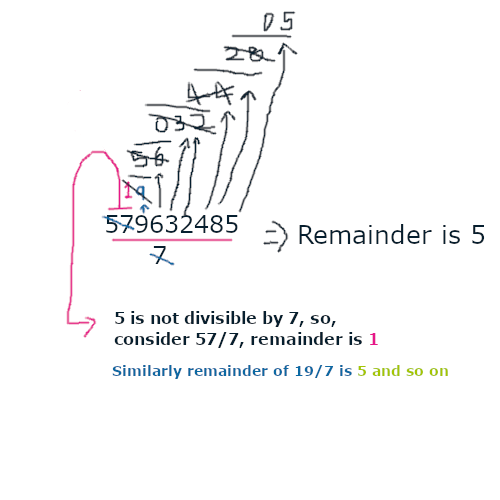 05
28
44
032
56
19
579632485
7
=> Remainder is 5
5 is not divisible by 7, so,
consider 57/7, remainder is 1
Similarly remainder of 19/7 is 5 and so on